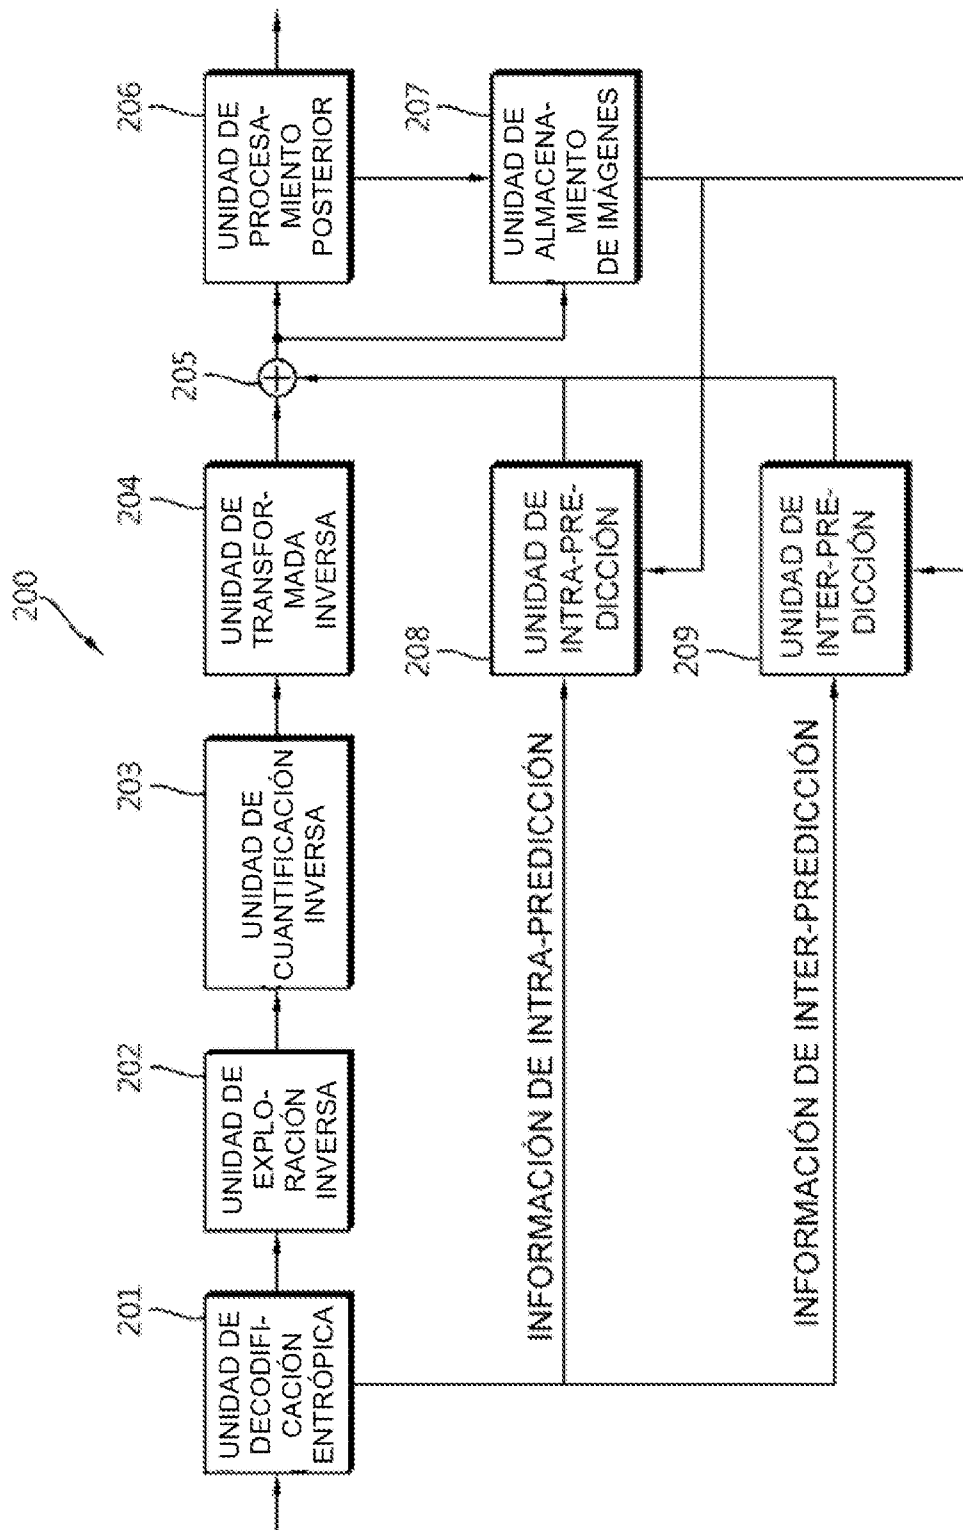 200
201
UNIDAD DE
DECODIFI-
CACIÓN
ENTRÓPICA
202
UNIDAD DE
EXPLO-
RACIÓN
INVERSA
203
UNIDAD DE
CUANTIFICACIÓN
INVERSA
204
UNIDAD DE
TRANSFOR-
MADA
INVERSA
205
206
UNIDAD DE
PROCESA-
MIENTO
POSTERIOR
207
UNIDAD DE
ALMACENA-
MIENTO
DE IMÁGENES
INFORMACIÓN DE INTRA-PREDICCIÓN
208
UNIDAD DE
INTRA-PRE-
DICCIÓN
INFORMACIÓN DE INTER-PREDICCIÓN
209
UNIDAD DE
INTER-PRE-
DICCIÓN